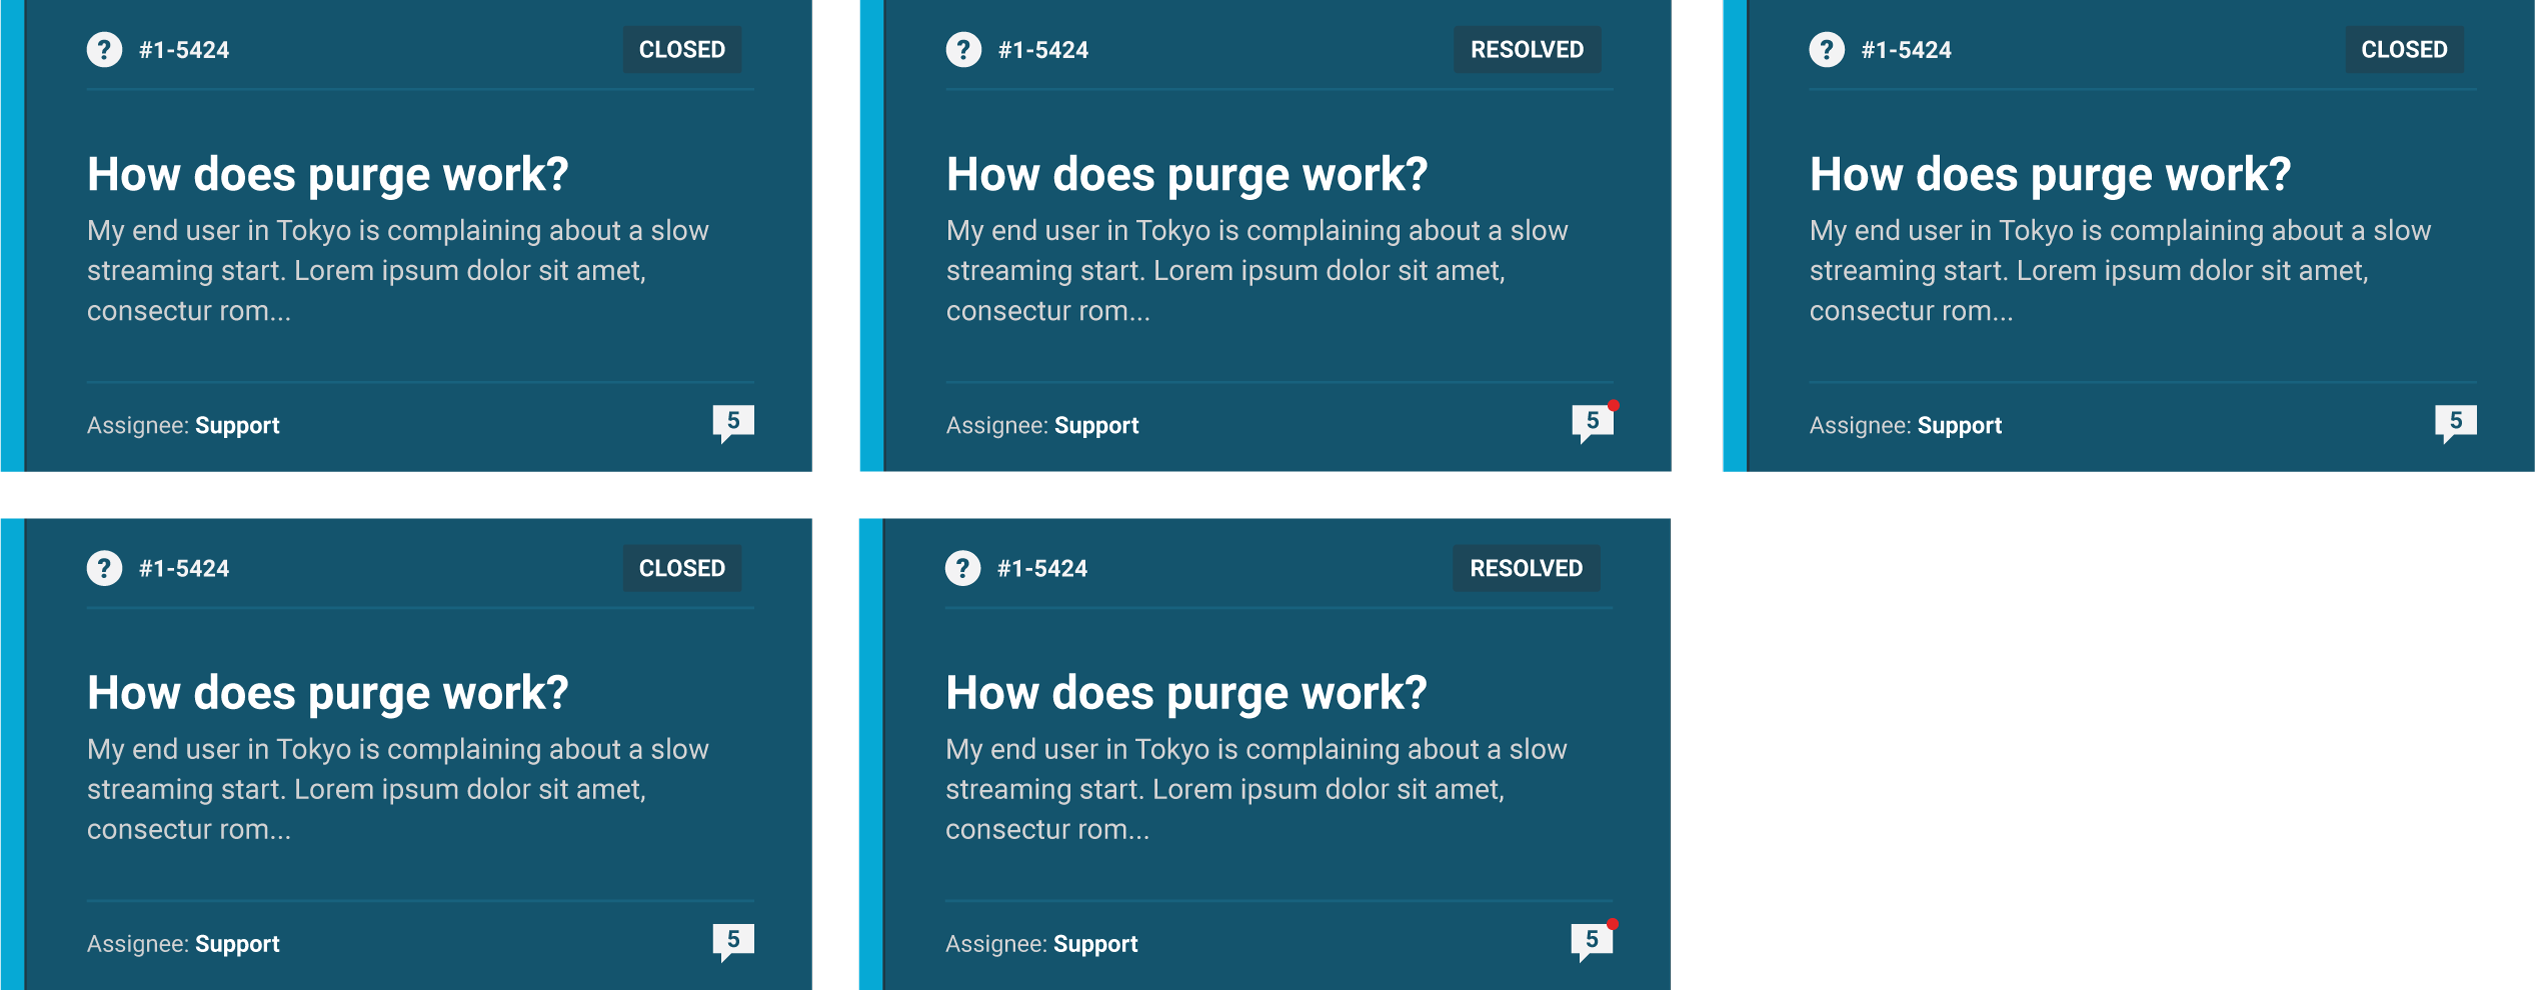 ? #1-5424 CLOSED
How does purge work?
My end user in Tokyo is complaining about a slow
streaming start. Lorem ipsum dolor sit amet,
consectur rom...
Assignee: Support 5
? #1-5424 RESOLVED
How does purge work?
My end user in Tokyo is complaining about a slow
streaming start. Lorem ipsum dolor sit amet,
consectur rom...
Assignee: Support 5
? #1-5424 CLOSED
How does purge work?
My end user in Tokyo is complaining about a slow
streaming start. Lorem ipsum dolor sit amet,
consectur rom...
Assignee: Support 5
? #1-5424 CLOSED
How does purge work?
My end user in Tokyo is complaining about a slow
streaming start. Lorem ipsum dolor sit amet,
consectur rom...
Assignee: Support 5
? #1-5424 RESOLVED
How does purge work?
My end user in Tokyo is complaining about a slow
streaming start. Lorem ipsum dolor sit amet,
consectur rom...
Assignee: Support 5